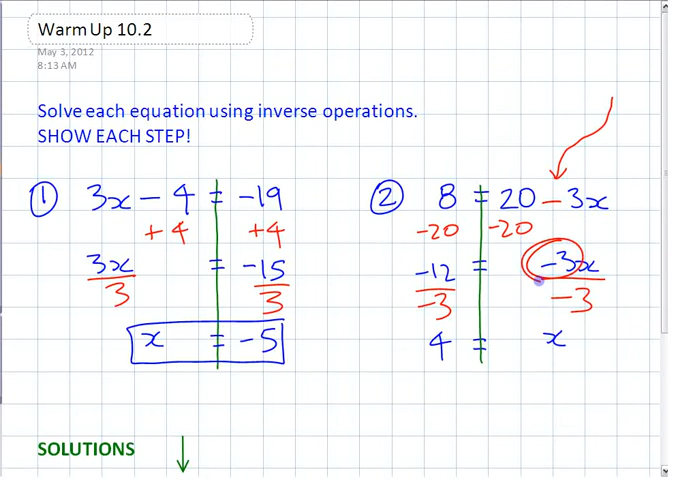 Warm Up 10.2
May 3, 2012
8:13 AM
Solve each equation using inverse operations.
SHOW EACH STEP!
1 3x - 4 = -19
+4 +4
3x = -15
3 3
x = -5
2 8 = 20 - 3x
-20 -20
-12 = -3x
-3 -3
4 = x
SOLUTIONS